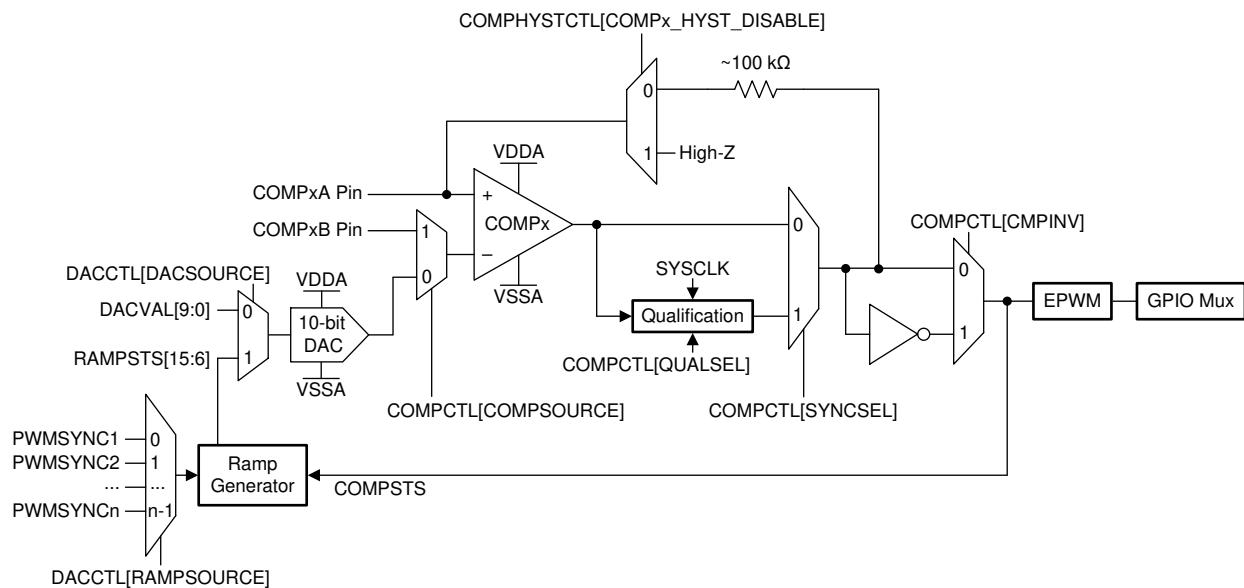 COMPHYSTCTL[COMPx_HYST_DISABLE]
~100 kΩ
0
1
High-Z
VDDA
COMPxA Pin
+
COMPx
COMPxB Pin
1
–
0
0
COMPCTL[CMPINV]
DACCTL[DACSOURCE]
VDDA
VSSA
SYSCLK
0
EPWM
GPIO Mux
DACVAL[9:0]
0
10-bit
DAC
Qualification
1
1
RAMPSTS[15:6]
1
VSSA
COMPCTL[QUALSEL]
COMPCTL[COMPSOURCE]
COMPCTL[SYNCSEL]
PWMSYNC1
0
PWMSYNC2
1
Ramp
Generator
...
...
COMPSTS
PWMSYNCn
n-1
DACCTL[RAMPSOURCE]